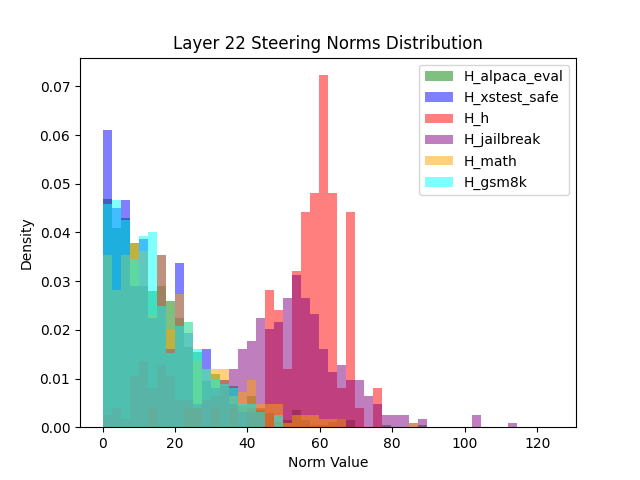 Layer 22 Steering Norms Distribution
H_alpaca_eval
H_xstest_safe
H_h
H_jailbreak
H_math
H_gsm8k
Density
0.07
0.06
0.05
0.04
0.03
0.02
0.01
0.00
0
20
40
60
80
100
120
Norm Value